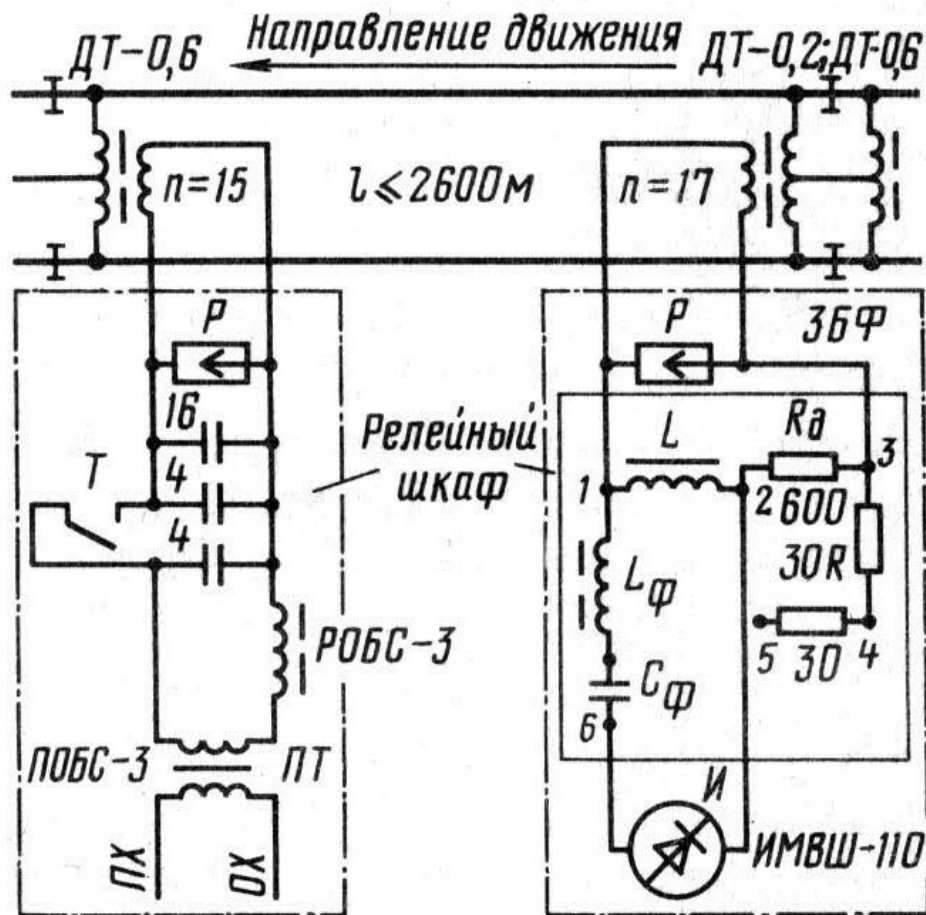 Направление движения
ДТ-0,6
ДТ-0,2; ДТ-0,6
n=15
l≤2600м
n=17
P
P
ЗБФ
16
4
4
T
Релейный
шкаф
L
Rд
1
2
3
600
30R
Lф
5
30
4
Cф
6
РОБС-3
ПОБС-3
ПТ
И
ИМВШ-110
ПХ
ОХ